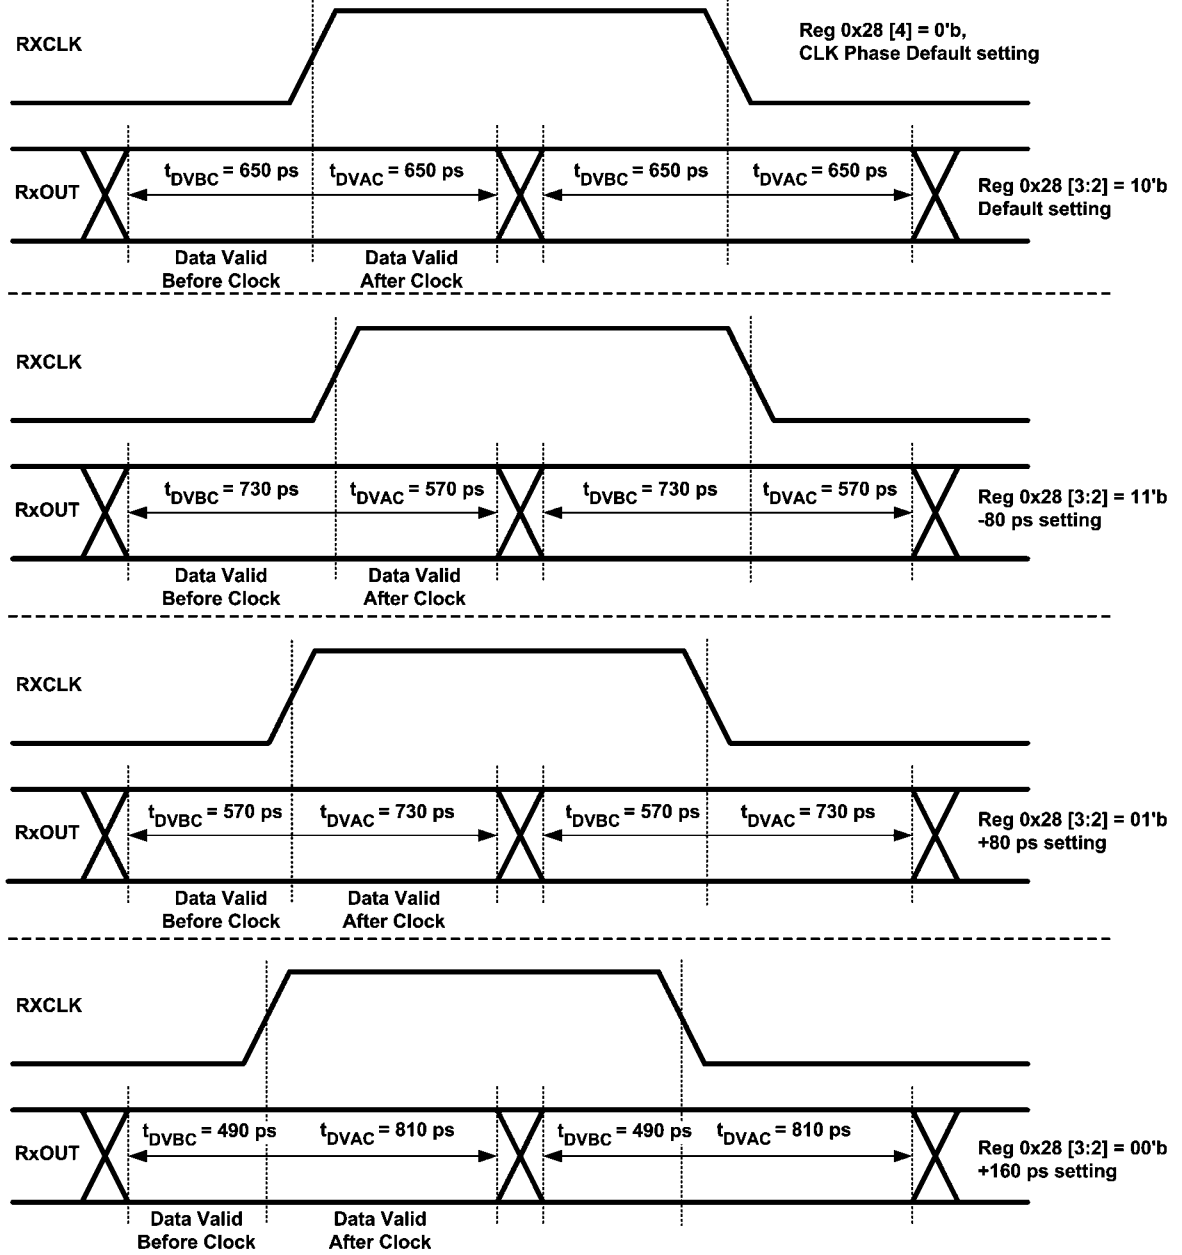 RXCLK
Reg 0x28 [4] = 0'b,
CLK Phase Default setting
RxOUT
tDVBC = 650 ps
tDVAC = 650 ps
tDVBC = 650 ps
tDVAC = 650 ps
Reg 0x28 [3:2] = 10'b
Default setting
Data Valid
Before Clock
Data Valid
After Clock
RXCLK
RxOUT
tDVBC = 730 ps
tDVAC = 570 ps
tDVBC = 730 ps
tDVAC = 570 ps
Reg 0x28 [3:2] = 11'b
-80 ps setting
Data Valid
Before Clock
Data Valid
After Clock
RXCLK
RxOUT
tDVBC = 570 ps
tDVAC = 730 ps
tDVBC = 570 ps
tDVAC = 730 ps
Reg 0x28 [3:2] = 01'b
+80 ps setting
Data Valid
Before Clock
Data Valid
After Clock
RXCLK
RxOUT
tDVBC = 490 ps
tDVAC = 810 ps
tDVBC = 490 ps
tDVAC = 810 ps
Reg 0x28 [3:2] = 00'b
+160 ps setting
Data Valid
Before Clock
Data Valid
After Clock